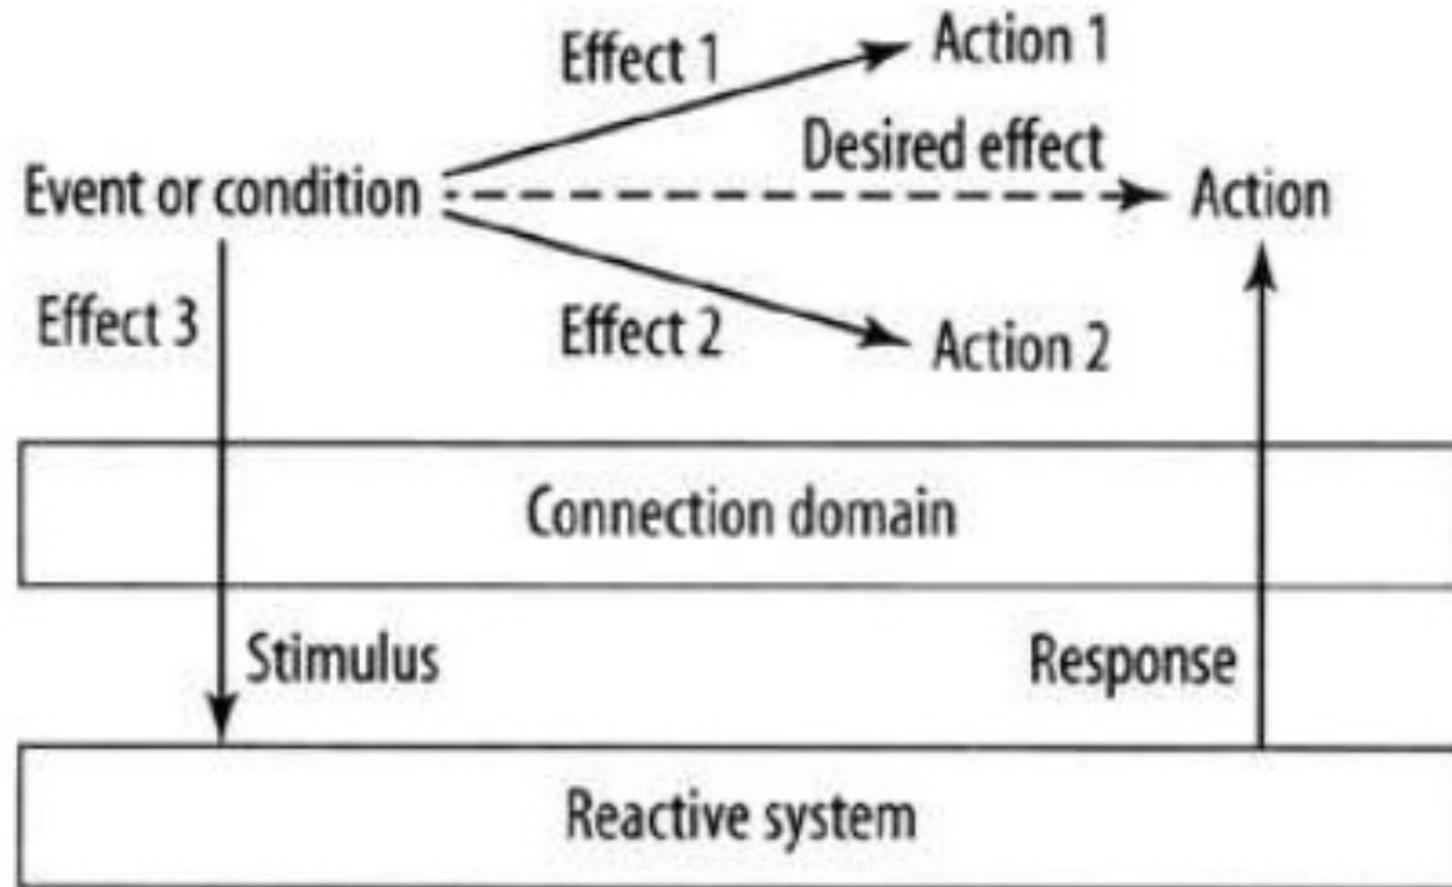 Effect 1
Action 1
Desired effect
Event or condition
Action
Effect 3
Effect 2
Action 2
Connection domain
Stimulus
Response
Reactive system